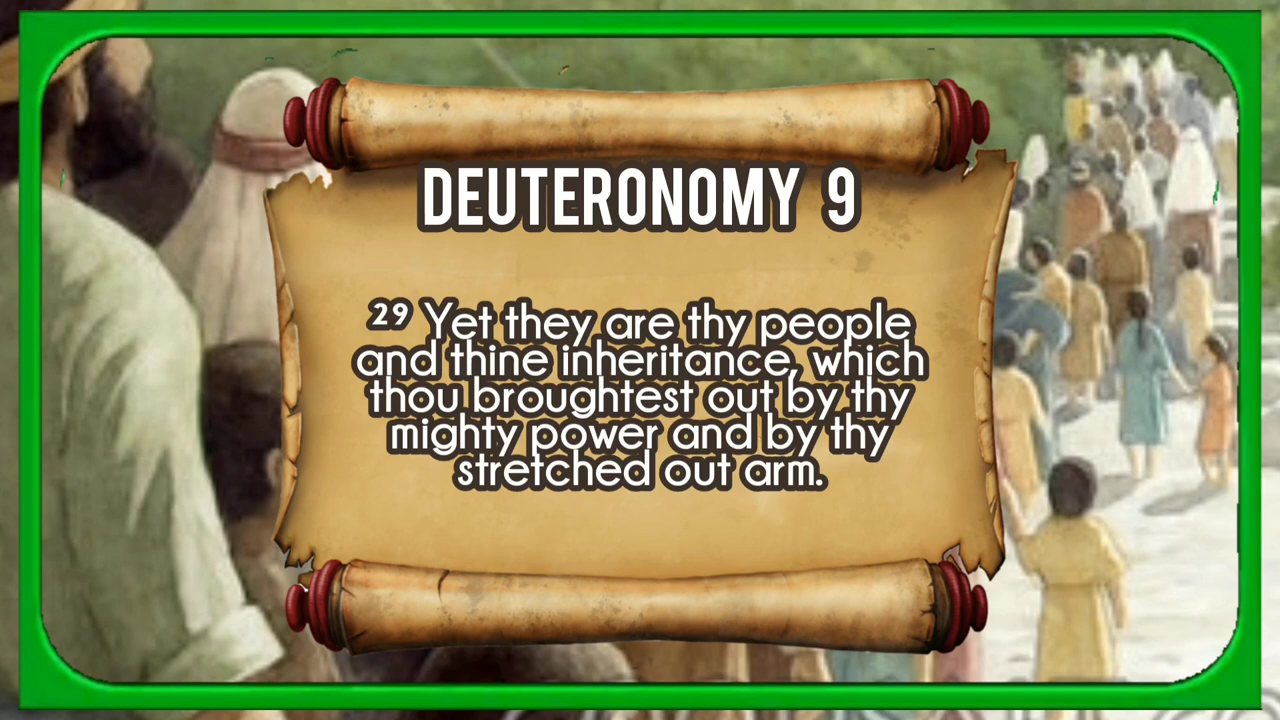 DEUTERONOMY 9
²⁹ Yet they are thy people
and thine inheritance, which
thou broughtest out by thy
mighty power and by thy
stretched out arm.